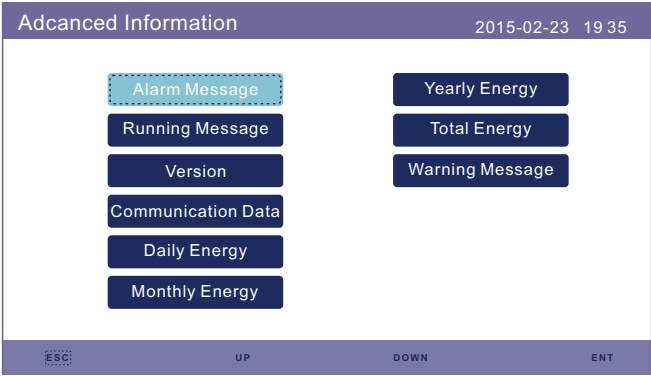 Adcanced Information
2015-02-23 19 35
Alarm Message
Running Message
Version
Communication Data
Daily Energy
Monthly Energy
Yearly Energy
Total Energy
Warning Message
ESC UP DOWN ENT